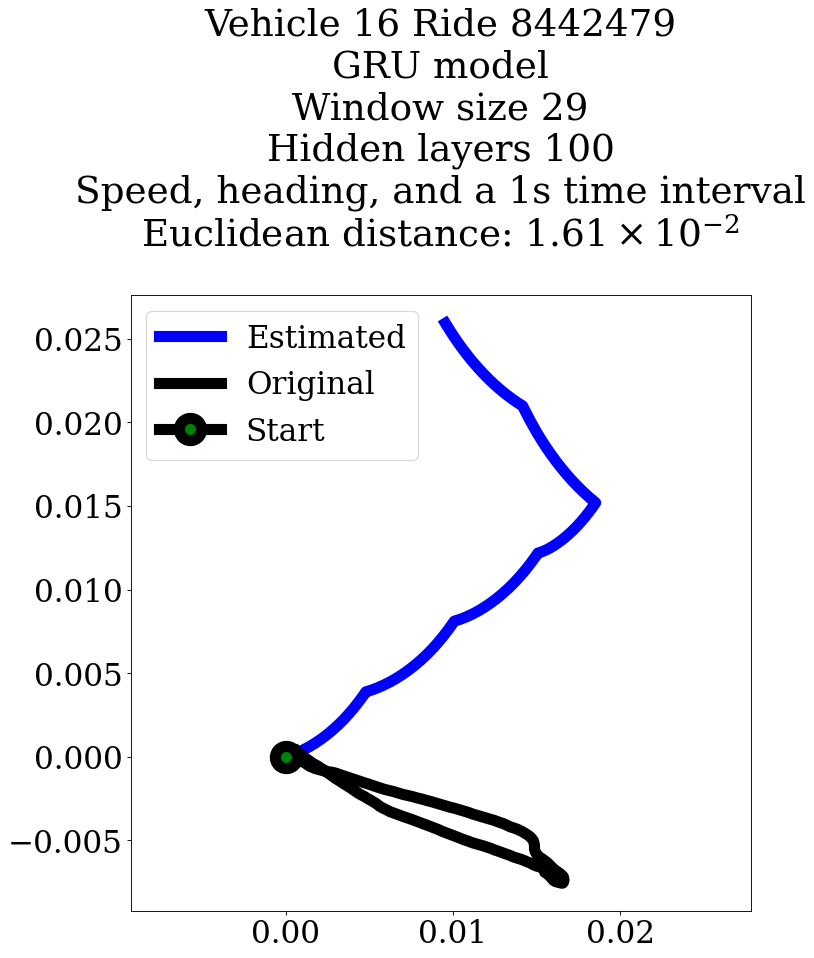 Vehicle 16 Ride 8442479
GRU model
Window size 29
Hidden layers 100
Speed, heading, and a 1s time interval
Euclidean distance: 1.61 × 10⁻²
Estimated
Original
Start
0.025
0.020
0.015
0.010
0.005
0.000
−0.005
0.00 0.01 0.02